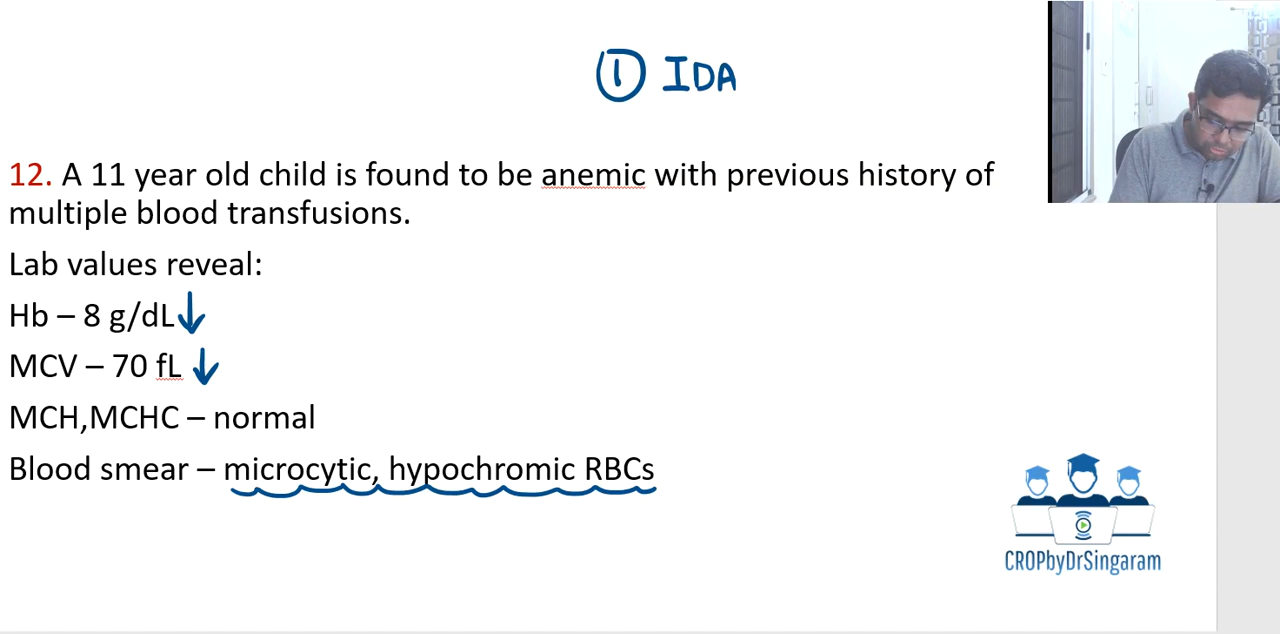 ① IDA
12. A 11 year old child is found to be anemic with previous history of
multiple blood transfusions.
Lab values reveal:
Hb – 8 g/dL↓
MCV – 70 fL ↓
MCH,MCHC – normal
Blood smear – microcytic, hypochromic RBCs
CROPbyDrSingaram